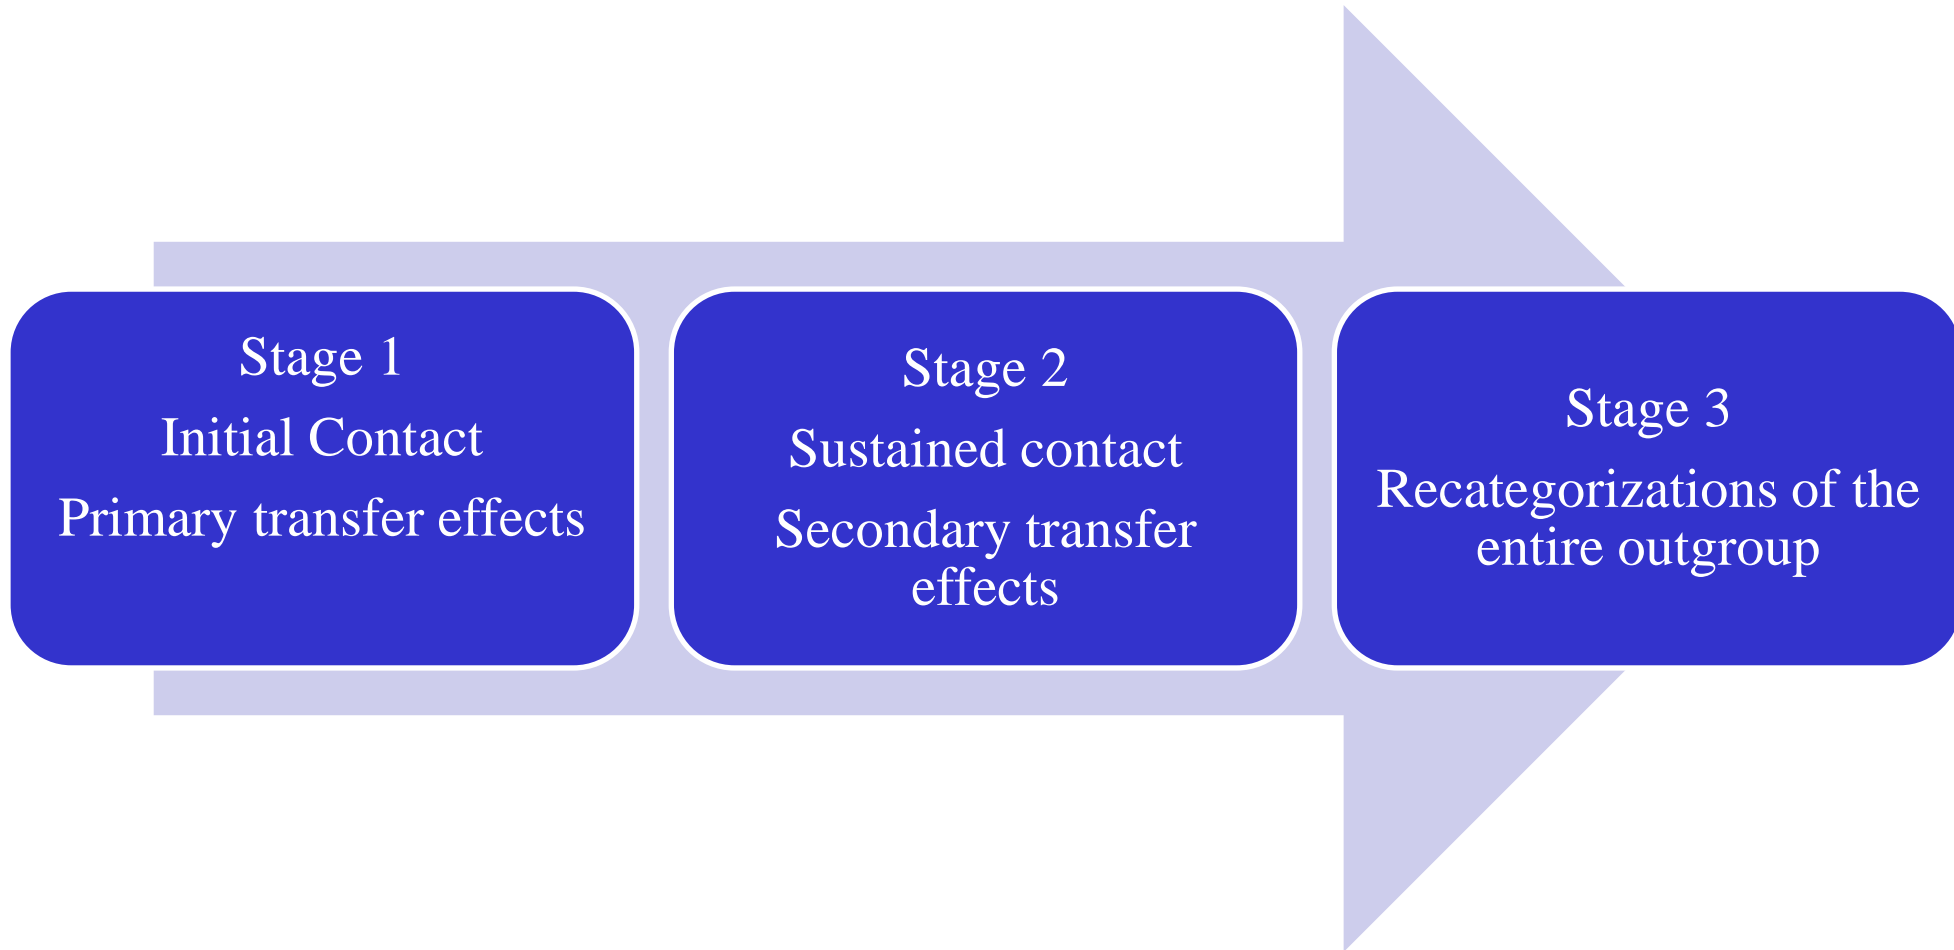 Stage 1
Initial Contact
Primary transfer effects
Stage 2
Sustained contact
Secondary transfer
effects
Stage 3
Recategorizations of the
entire outgroup